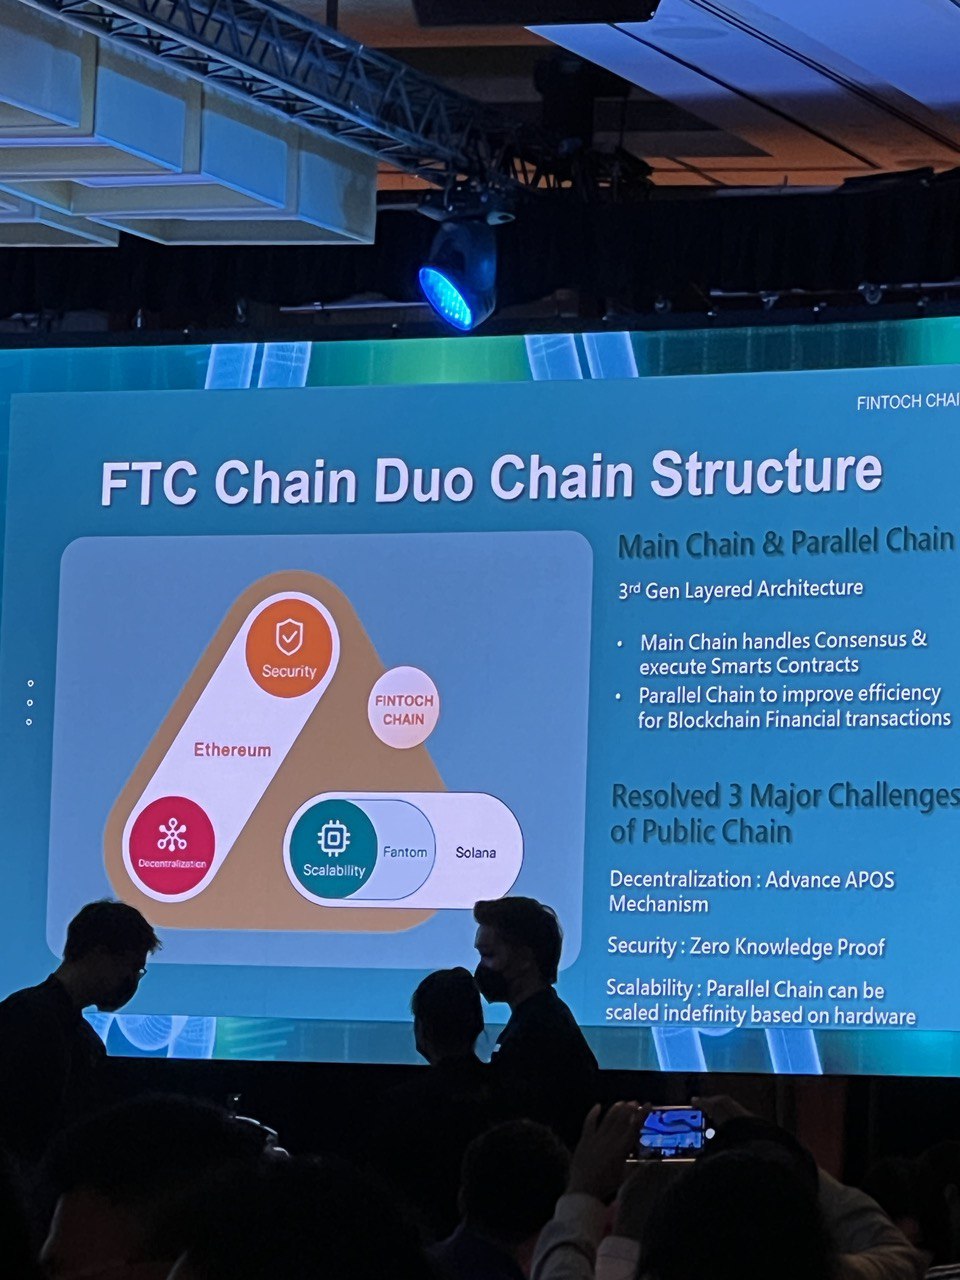 FINTOCH CHAI
FTC Chain Duo Chain Structure
Security
Ethereum
Decentralization
FINTOCH
CHAIN
Scalability
Fantom
Solana
Main Chain & Parallel Chain
3rd Gen Layered Architecture
• Main Chain handles Consensus &
execute Smarts Contracts
• Parallel Chain to improve efficiency
for Blockchain Financial transactions
Resolved 3 Major Challenges
of Public Chain
Decentralization : Advance APOS
Mechanism
Security : Zero Knowledge Proof
Scalability : Parallel Chain can be
scaled indefinity based on hardware